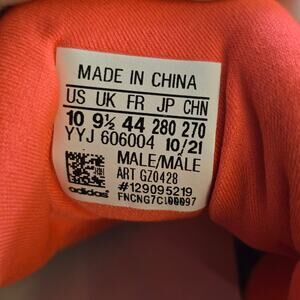 MADE IN CHINA
US UK FR JP CHN
10 9½ 44 280 270
YYJ 606004 10/21
MALE/MÂLE
ART GZ0428
#129095219
adidas FNCNG7C100097